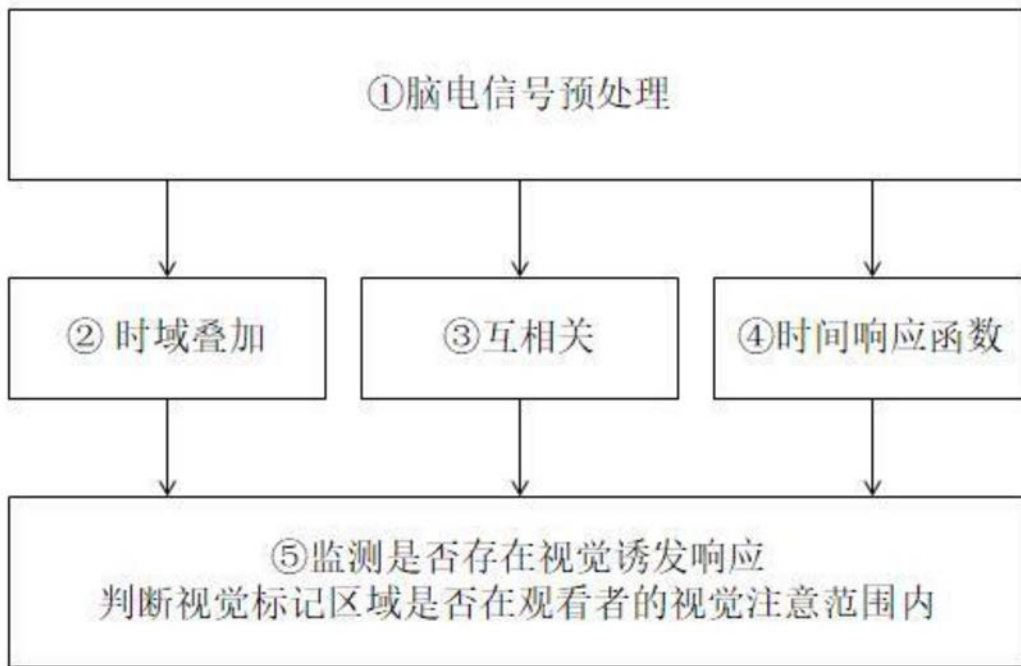 ①脑电信号预处理
② 时域叠加
③互相关
④时间响应函数
⑤监测是否存在视觉诱发响应
判断视觉标记区域是否在观看者的视觉注意范围内